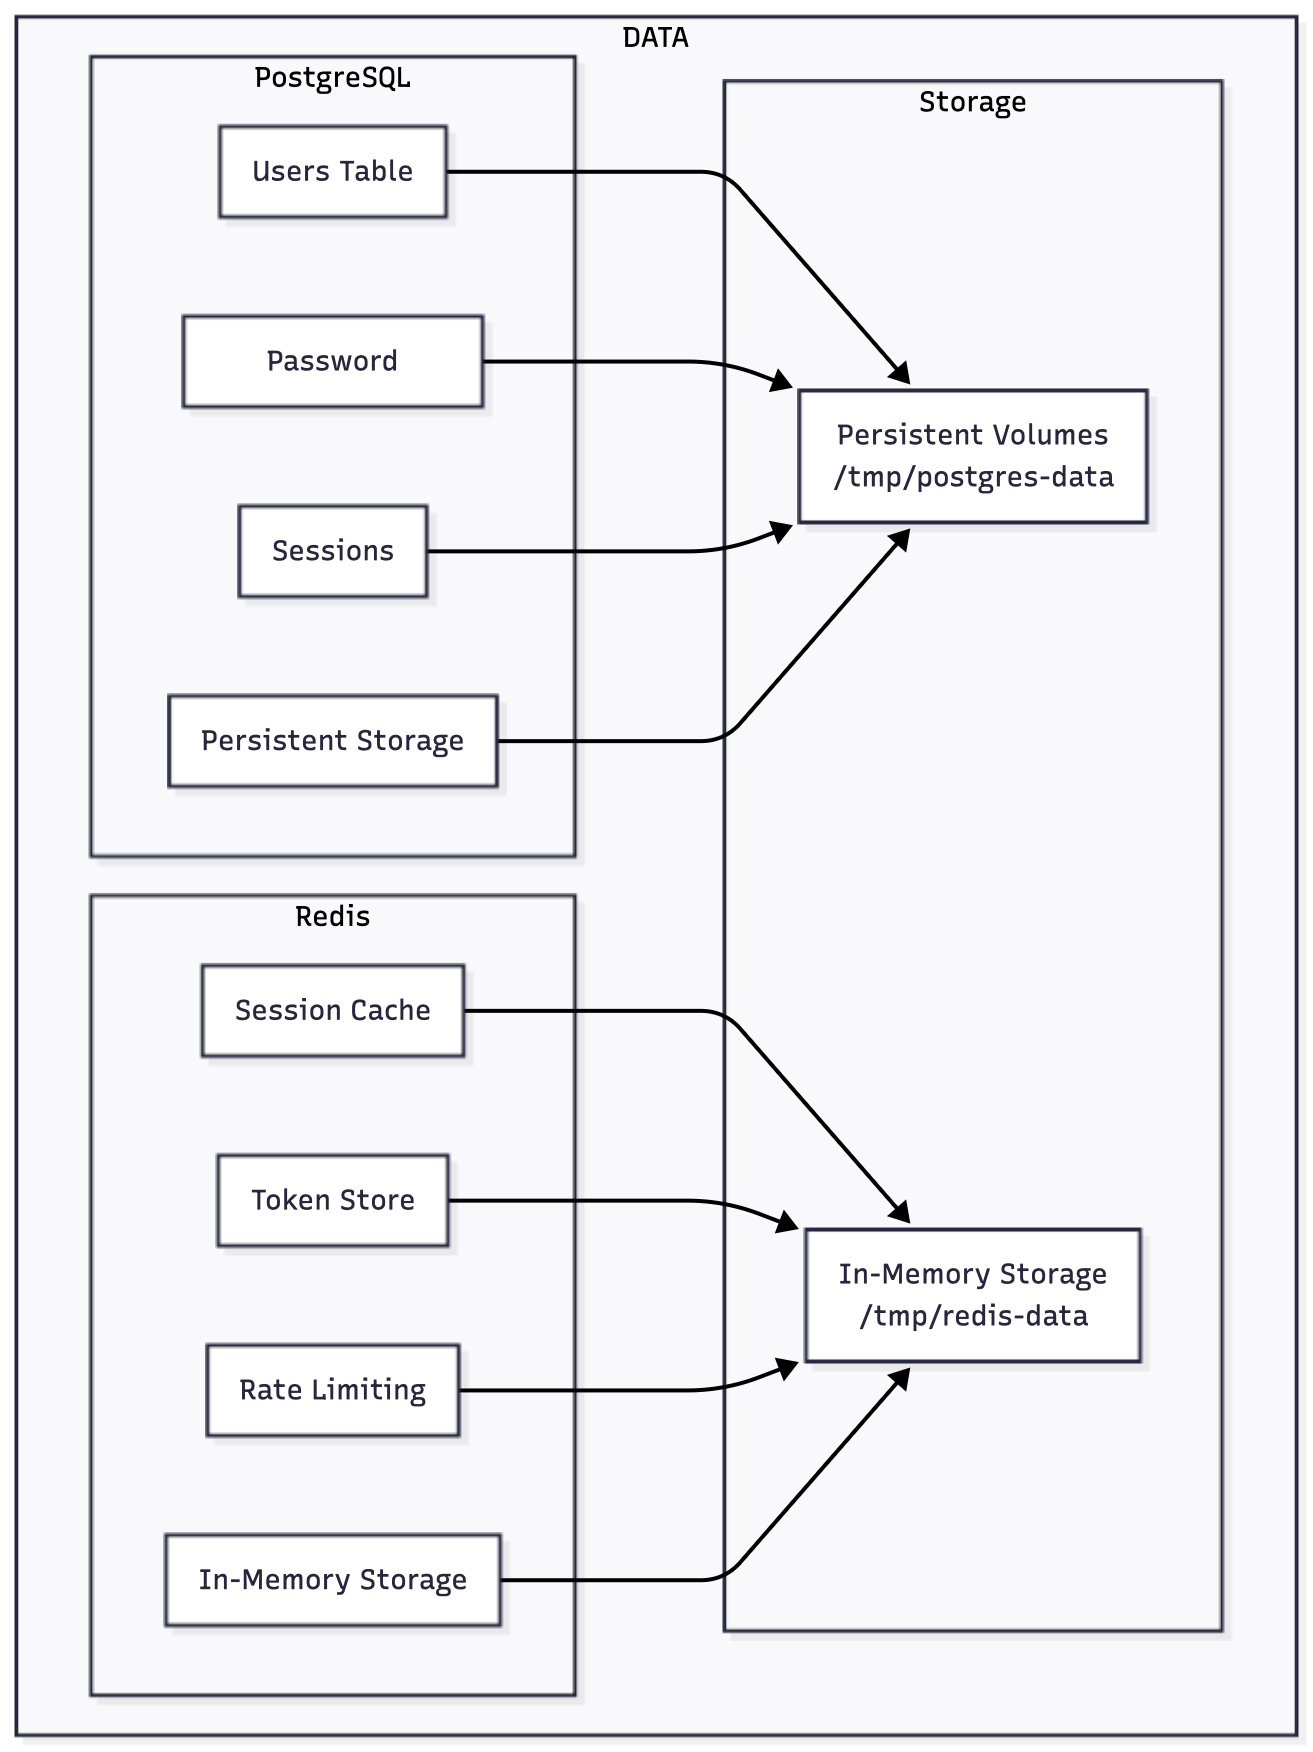 DATA
PostgreSQL
Users Table
Password
Sessions
Persistent Storage
Storage
Persistent Volumes
/tmp/postgres-data
Redis
Session Cache
Token Store
Rate Limiting
In-Memory Storage
In-Memory Storage
/tmp/redis-data